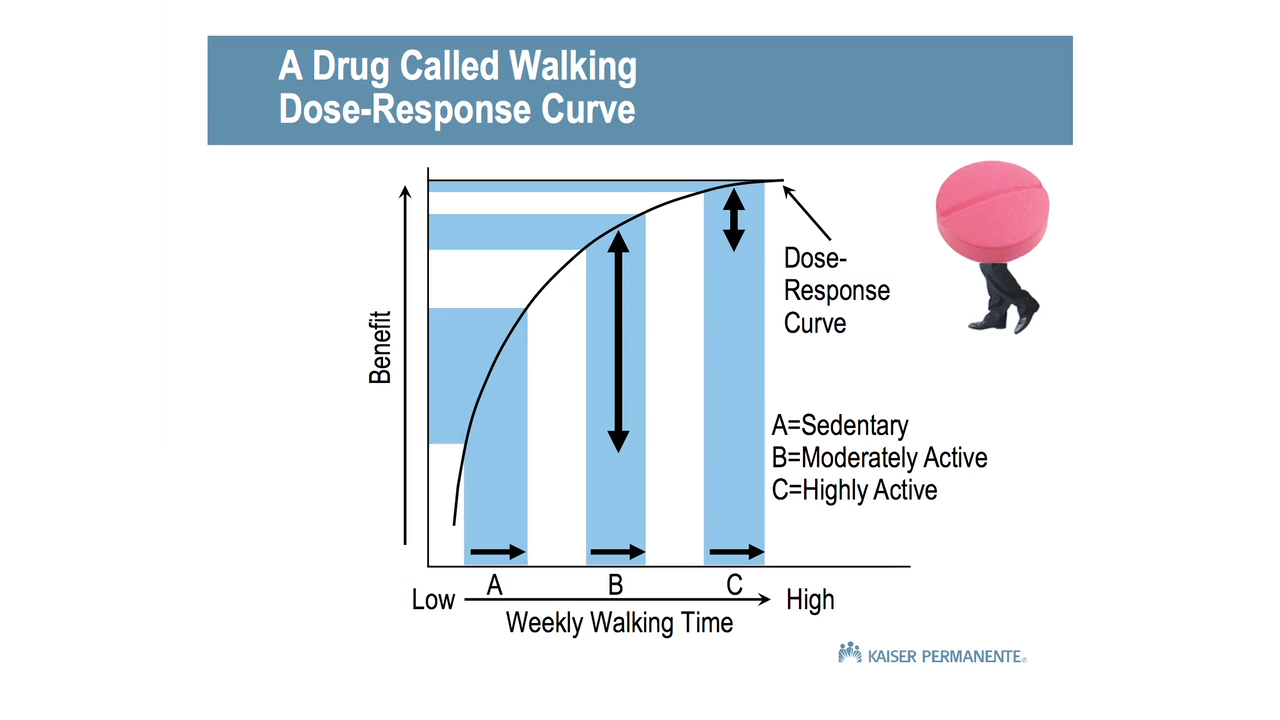 A Drug Called Walking
Dose-Response Curve
Benefit
Dose-
Response
Curve
A=Sedentary
B=Moderately Active
C=Highly Active
A
B
C
Low
High
Weekly Walking Time
KAISER PERMANENTE®